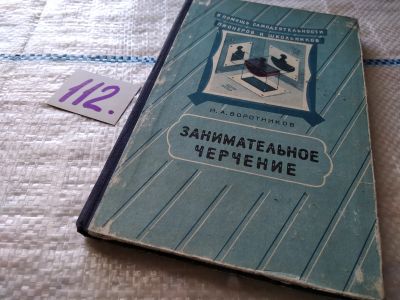 В ПОМОЩЬ САМОДЕЯТЕЛЬНОСТИ
ПИОНЕРОВ И ШКОЛЬНИКОВ
И. А. ВОРОТНИКОВ
ЗАНИМАТЕЛЬНОЕ
ЧЕРЧЕНИЕ
112.